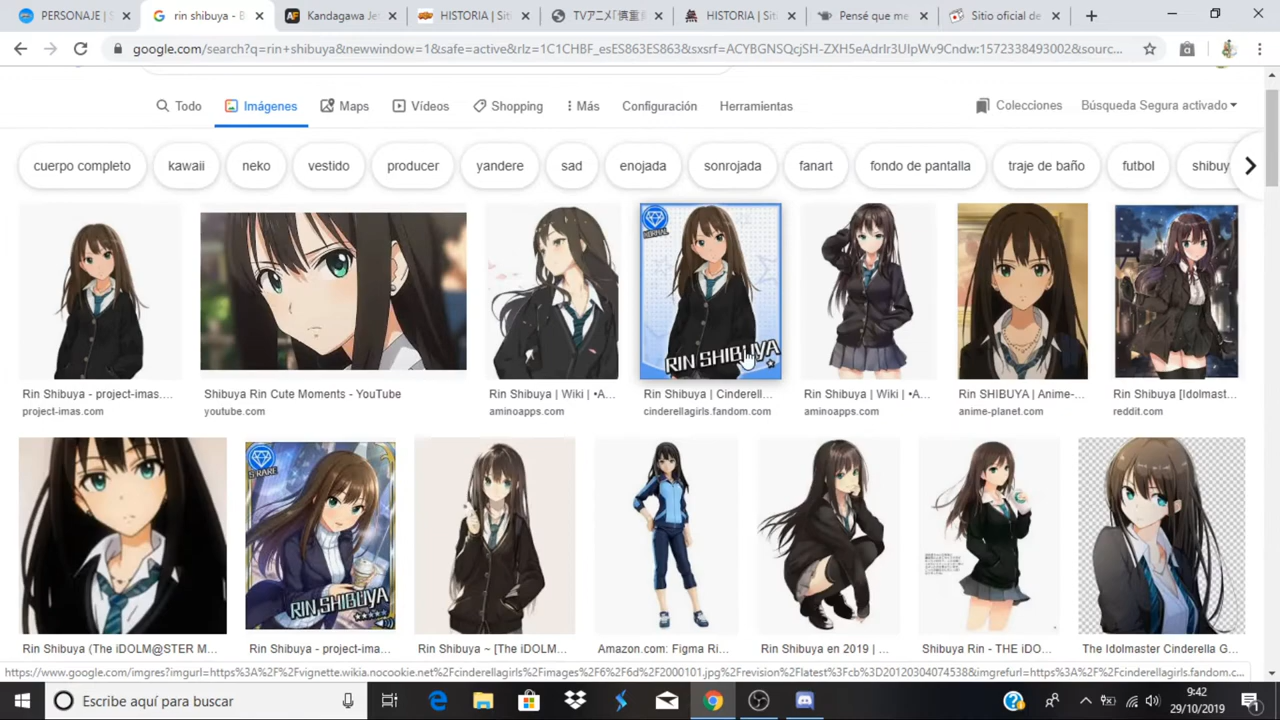 PERSONAJE | S
rin shibuya - B
Kandagawa Je
HISTORIA | Sit
TVアニメ「慎重
HISTORIA | Sit
Pensé que me
Sitio oficial de
google.com/search?q=rin+shibuya&newwindow=1&safe=active&rlz=1C1CHBF_esES863ES863&sxsrf=ACYBGNSQcjSH-ZXH5eAdrlr3UIpWv9Cndw:1572338493002&sourc...
Todo
Imágenes
Maps
Vídeos
Shopping
Más
Configuración
Herramientas
Colecciones
Búsqueda Segura activado
cuerpo completo
kawaii
neko
vestido
producer
yandere
sad
enojada
sonrojada
fanart
fondo de pantalla
traje de baño
futbol
shibuy
NORMAL
RIN SHIBUYA
Rin Shibuya - project-imas....
Shibuya Rin Cute Moments - YouTube
Rin Shibuya | Wiki | •A...
Rin Shibuya | Cinderell...
Rin Shibuya | Wiki | •A...
Rin SHIBUYA | Anime-...
Rin Shibuya [Idolmast...
project-imas.com
youtube.com
aminoapps.com
cinderellagirls.fandom.com
aminoapps.com
anime-planet.com
reddit.com
S RARE
RIN SHIBUYA
Rin Shibuya (The iDOLM@STER M...
Rin Shibuya - project-ima...
Rin Shibuya ~ [The iDOLM...
Amazon.com: Figma Ri...
Rin Shibuya en 2019 | ...
Shibuya Rin - THE iDO...
The Idolmaster Cinderella G...
https://www.google.com/imgres?imgurl=https%3A%2F%2Fvignette.wikia.nocookie.net%2Fcinderellagirls%2Fimages%2F6%2F6d%2F2000101.jpg%2Frevision%2Flatest%3Fcb%3D20120304074538&imgrefurl=https%3A%2F%2Fcinderellagirls.fandom.c...
Escribe aquí para buscar
9:42
29/10/2019